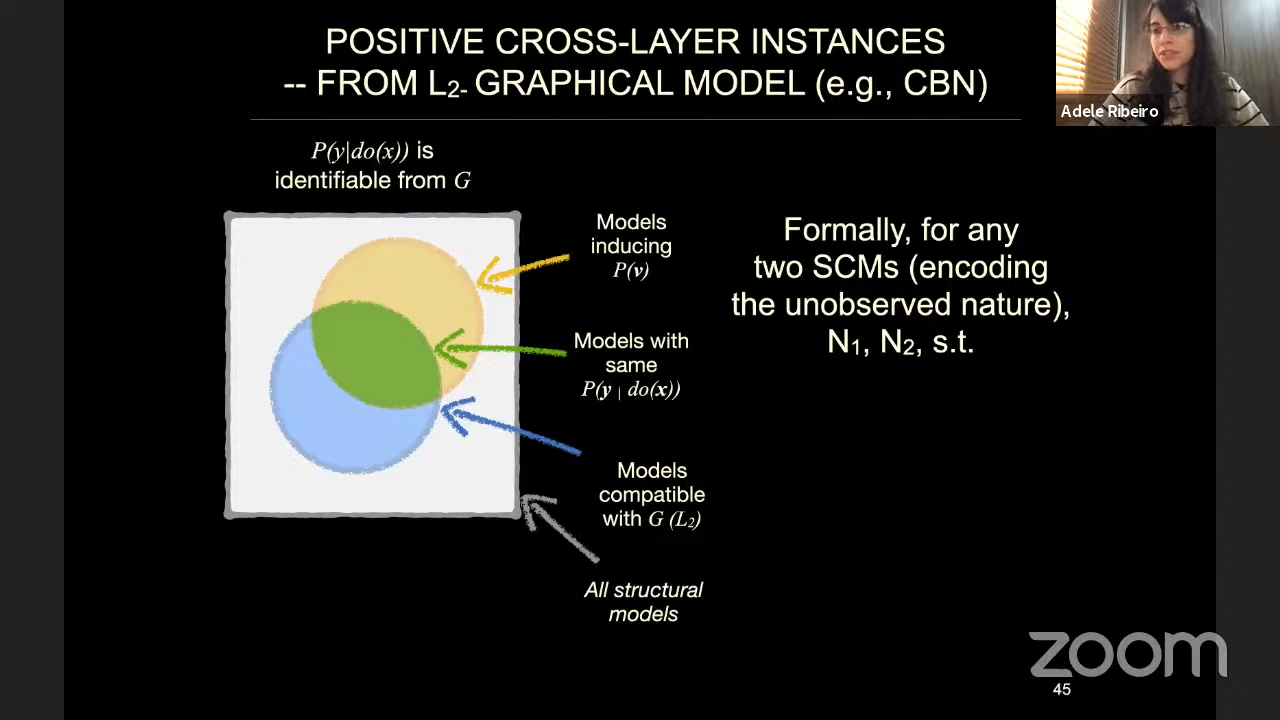 POSITIVE CROSS-LAYER INSTANCES
-- FROM L2- GRAPHICAL MODEL (e.g., CBN)
Adele Ribeiro
P(y|do(x)) is
identifiable from G
Models
inducing
P(v)
Models with
same
P(y | do(x))
Models
compatible
with G (L2)
All structural
models
Formally, for any
two SCMs (encoding
the unobserved nature),
N1, N2, s.t.
zoom
45